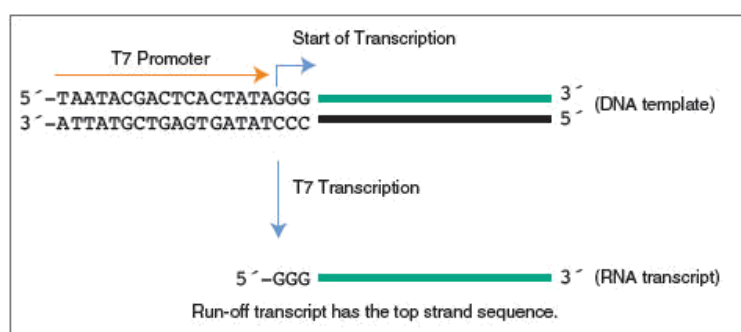 T7 Promoter
Start of Transcription
5´-TAATACGACTCACTATAGGG 3´ (DNA template)
3´-ATTATGCTGAGTGATATCCC 5´
T7 Transcription
5´-GGG 3´ (RNA transcript)
Run-off transcript has the top strand sequence.